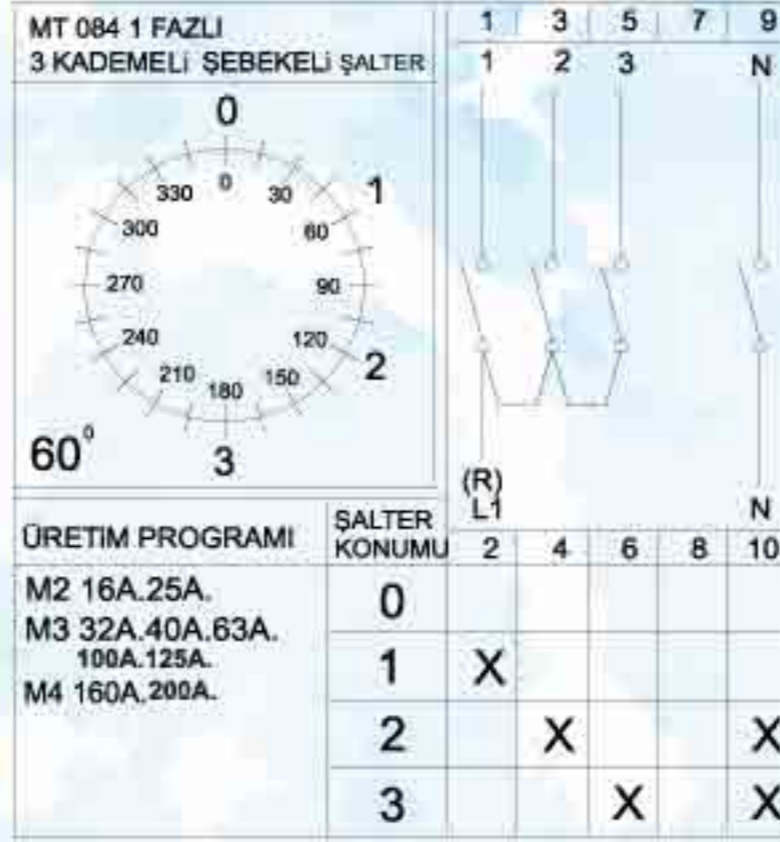 MT 084 1 FAZLI
3 KADEMELİ ŞEBEKELİ ŞALTER
0
1
2
3
0
30
60
90
120
150
180
210
240
270
300
330
60⁰
1 3 5 7 9
1 2 3 N
(R)
L1 N
2 4 6 8 10
ÜRETİM PROGRAMI
M2 16A.25A.
M3 32A.40A.63A.
100A.125A.
M4 160A.200A.
ŞALTER
KONUMU
0
1 X
2 X X
3 X X